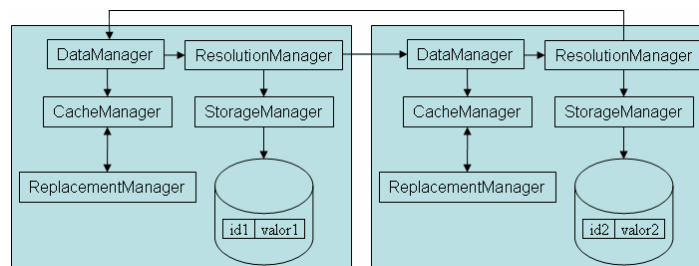 DataManager
ResolutionManager
CacheManager
StorageManager
ReplacementManager
id1 valor1
DataManager
ResolutionManager
CacheManager
StorageManager
ReplacementManager
id2 valor2